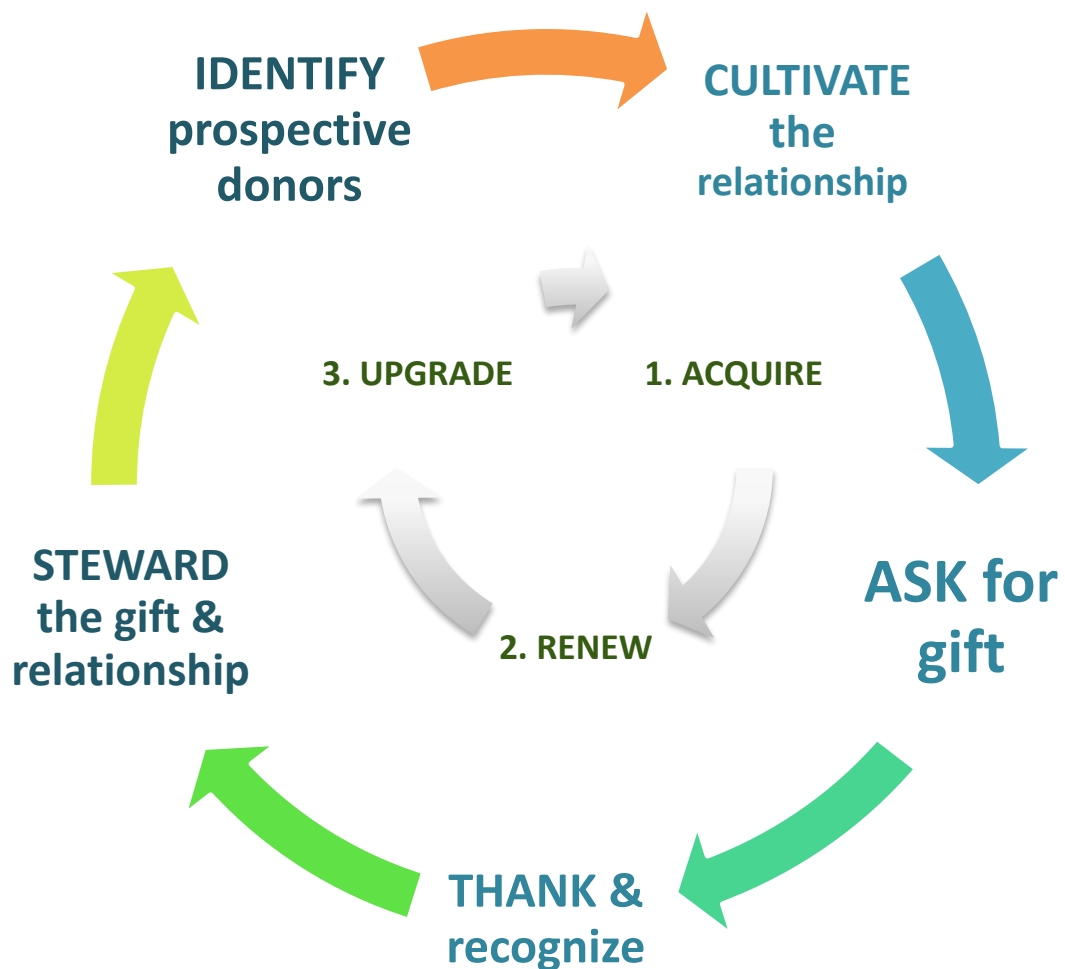 IDENTIFY
prospective
donors
CULTIVATE
the
relationship
3. UPGRADE
1. ACQUIRE
2. RENEW
STEWARD
the gift &
relationship
ASK for
gift
THANK &
recognize